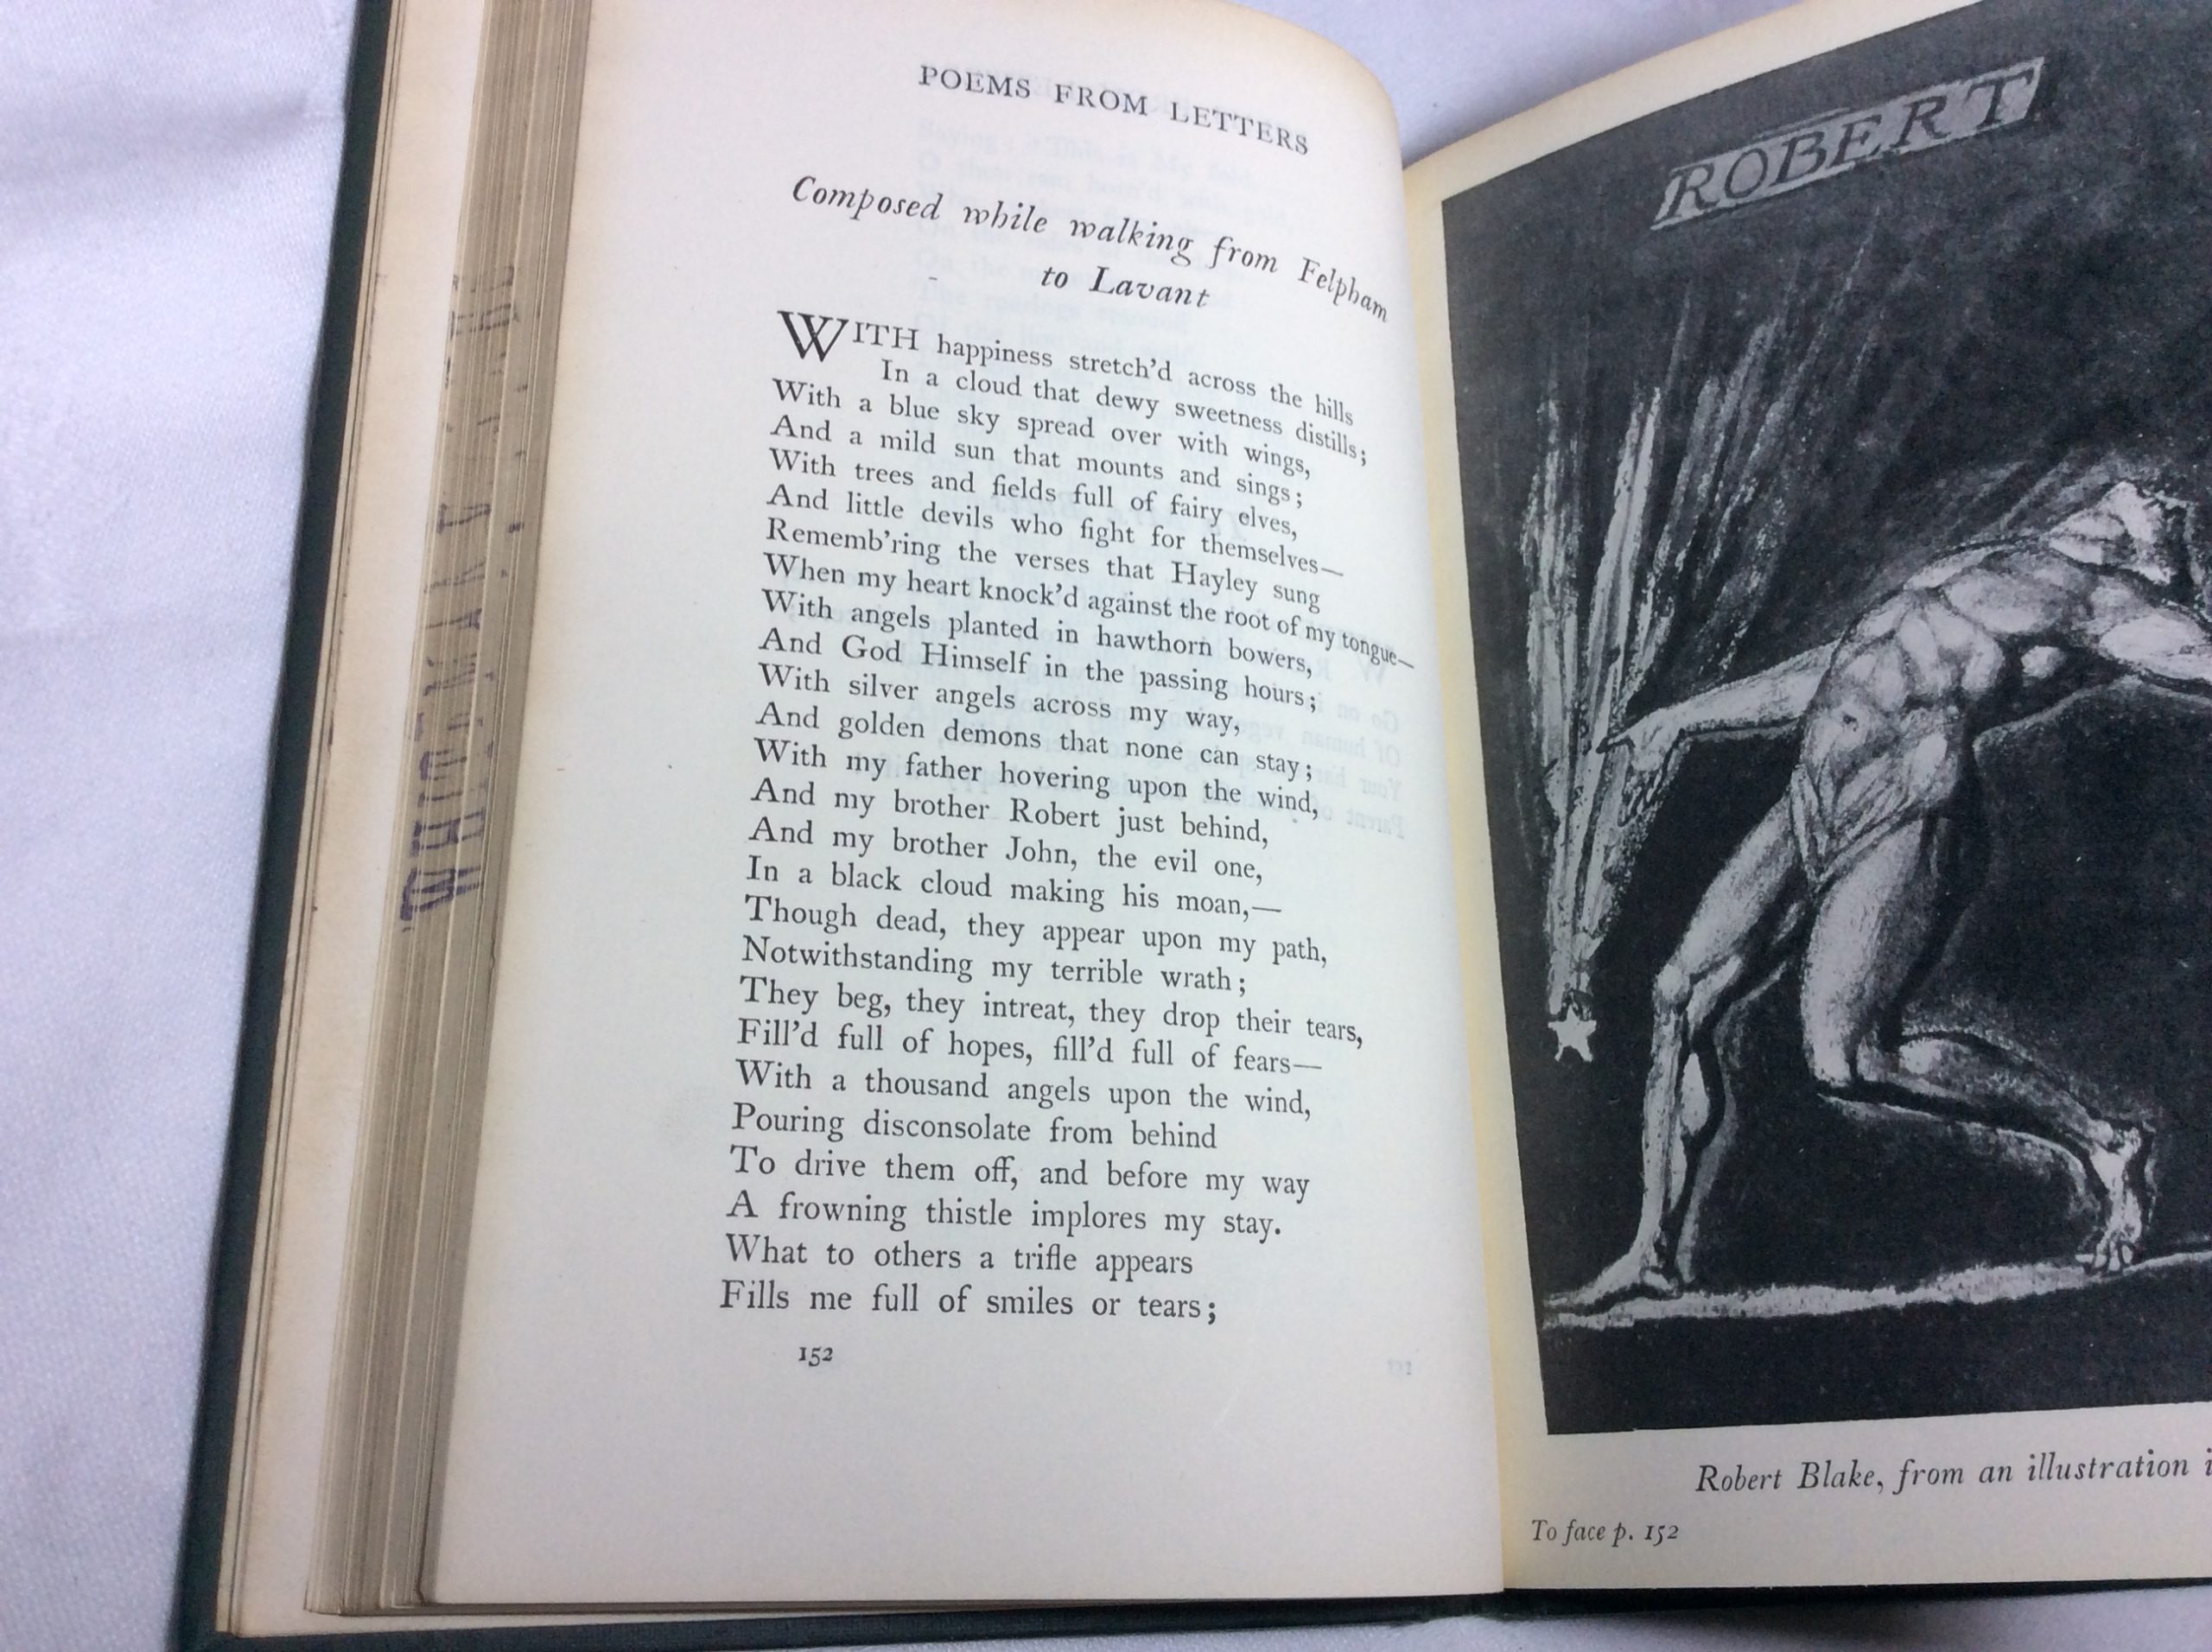 POEMS FROM LETTERS
Composed while walking from Felpham
to Lavant
WITH happiness stretch'd across the hills
In a cloud that dewy sweetness distills;
With a blue sky spread over with wings,
And a mild sun that mounts and sings;
With trees and fields full of fairy elves,
And little devils who fight for themselves—
Rememb'ring the verses that Hayley sung
When my heart knock'd against the root of my tongue—
With angels planted in hawthorn bowers,
And God Himself in the passing hours;
With silver angels across my way,
And golden demons that none can stay;
With my father hovering upon the wind,
And my brother Robert just behind,
And my brother John, the evil one,
In a black cloud making his moan,—
Though dead, they appear upon my path,
Notwithstanding my terrible wrath;
They beg, they intreat, they drop their tears,
Fill'd full of hopes, fill'd full of fears—
With a thousand angels upon the wind,
Pouring disconsolate from behind
To drive them off, and before my way
A frowning thistle implores my stay.
What to others a trifle appears
Fills me full of smiles or tears;
152
ROBERT
Robert Blake, from an illustration
To face p. 152